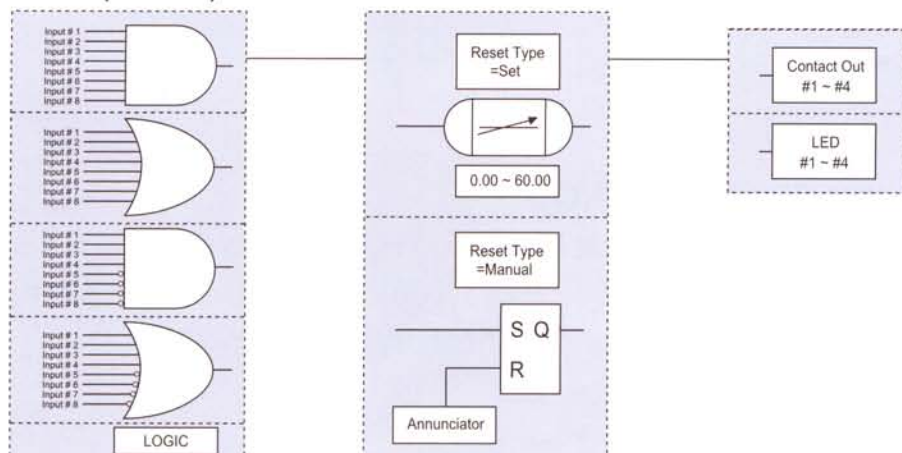 Input # 1
Input # 2
Input # 3
Input # 4
Input # 5
Input # 6
Input # 7
Input # 8
Input # 1
Input # 2
Input # 3
Input # 4
Input # 5
Input # 6
Input # 7
Input # 8
Input # 1
Input # 2
Input # 3
Input # 4
Input # 5
Input # 6
Input # 7
Input # 8
Input # 1
Input # 2
Input # 3
Input # 4
Input # 5
Input # 6
Input # 7
Input # 8
LOGIC
Reset Type
=Set
0.00 ~ 60.00
Reset Type
=Manual
S Q
R
Annunciator
Contact Out
#1 ~ #4
LED
#1 ~ #4